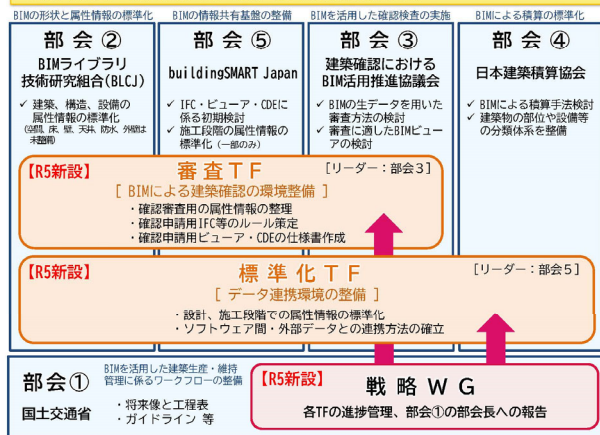 BIMの形状と属性情報の標準化
部会②
BIMライブラリ
技術研究組合(BLCJ)
✓ 建築、構造、設備の
属性情報の標準化
(空間、床、壁、天井、防水、外壁は
未整備)
BIMの情報共有基盤の整備
部会⑤
buildingSMART Japan
✓ IFC・ビューア・CDEに
係る初期検討
✓ 施工段階の属性情報の
標準化(一部のみ)
BIMを活用した確認検査の実施
部会③
建築確認における
BIM活用推進協議会
✓ BIMの生データを用いた
審査方法の検討
✓ 審査に適したBIMビュー
アの検討
BIMによる積算の標準化
部会④
日本建築積算協会
✓ BIMによる積算手法検討
✓ 建築物の部位や設備等
の分類体系を整備
【R5新設】
審査TF
[リーダー：部会3]
[ BIMによる建築確認の環境整備 ]
・確認審査用の属性情報の整理
・確認申請用IFC等のルール策定
・確認申請用ビューア・CDEの仕様書作成
【R5新設】
標準化TF
[リーダー：部会5]
[ データ連携環境の整備 ]
・設計、施工段階での属性情報の標準化
・ソフトウェア間・外部データとの連携方法の確立
部会①
国土交通省
BIMを活用した建築生産・維持
管理に係るワークフローの整備
・将来像と工程表
・ガイドライン 等
【R5新設】
戦略WG
各TFの進捗管理、部会①の部会長への報告